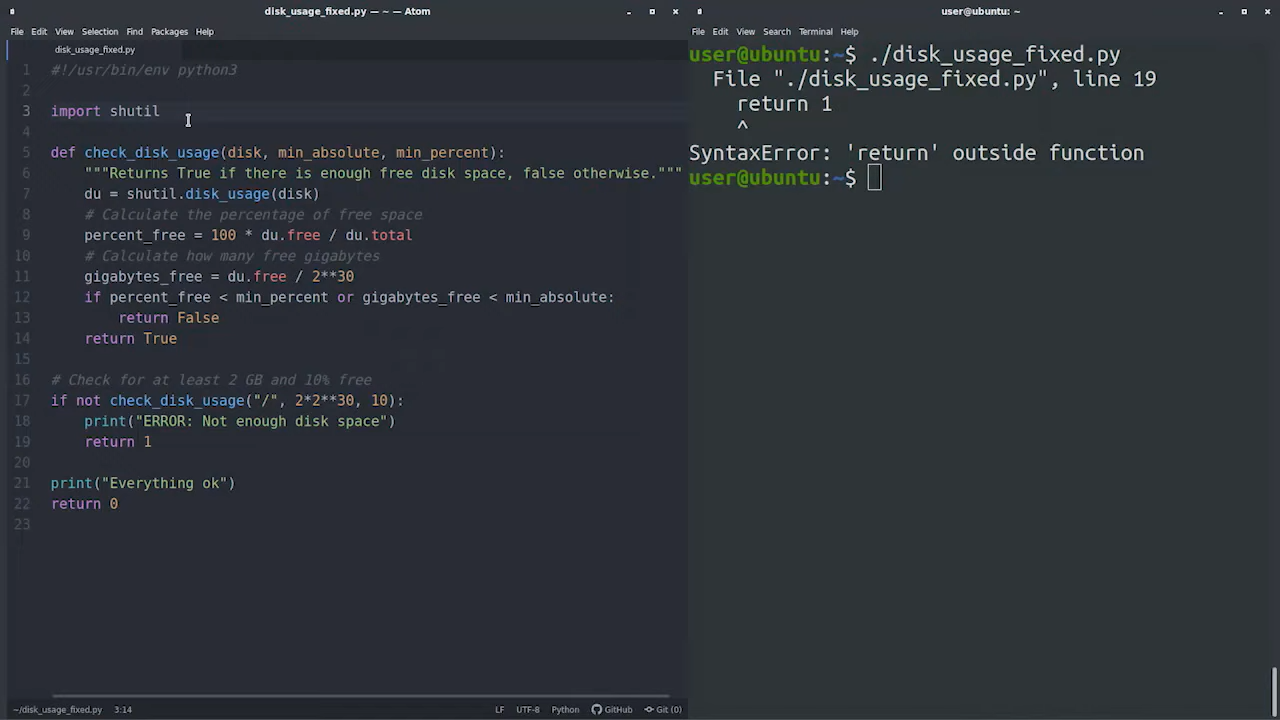 disk_usage_fixed.py — ~ — Atom
File Edit View Selection Find Packages Help
disk_usage_fixed.py
1 #!/usr/bin/env python3
2
3 import shutil
4
5 def check_disk_usage(disk, min_absolute, min_percent):
6     """Returns True if there is enough free disk space, false otherwise."""
7     du = shutil.disk_usage(disk)
8     # Calculate the percentage of free space
9     percent_free = 100 * du.free / du.total
10     # Calculate how many free gigabytes
11     gigabytes_free = du.free / 2**30
12     if percent_free < min_percent or gigabytes_free < min_absolute:
13         return False
14     return True
15
16 # Check for at least 2 GB and 10% free
17 if not check_disk_usage("/", 2*2**30, 10):
18     print("ERROR: Not enough disk space")
19     return 1
20
21 print("Everything ok")
22 return 0
23
~/disk_usage_fixed.py 3:14 LF UTF-8 Python GitHub Git (0)
user@ubuntu: ~
File Edit View Search Terminal Help
user@ubuntu:~$ ./disk_usage_fixed.py
  File "./disk_usage_fixed.py", line 19
    return 1
    ^
SyntaxError: 'return' outside function
user@ubuntu:~$